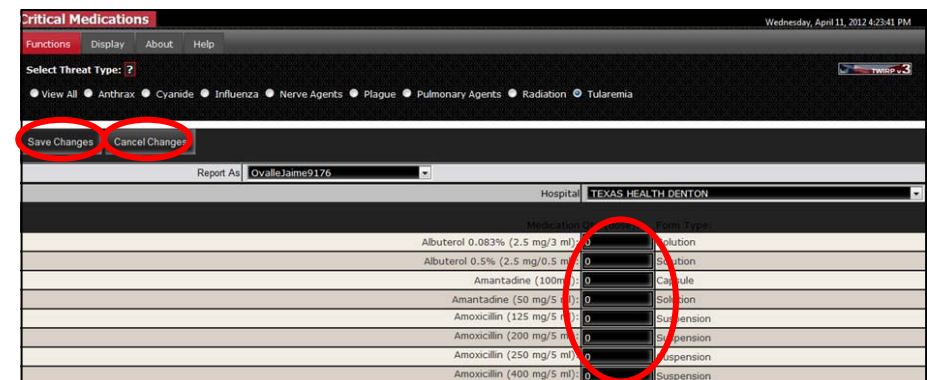 Critical Medications
Wednesday, April 11, 2012 4:23:41 PM
Functions Display About Help
Select Threat Type: ?
TWIRP v.3
View All Anthrax Cyanide Influenza Nerve Agents Plague Pulmonary Agents Radiation Tularemia
Save Changes Cancel Changes
Report As OvalleJaime9176
Hospital TEXAS HEALTH DENTON
Medication Form Type:
Albuterol 0.083% (2.5 mg/3 ml): 0 Solution
Albuterol 0.5% (2.5 mg/0.5 ml): 0 Solution
Amantadine (100mg): 0 Capsule
Amantadine (50 mg/5 ml): 0 Solution
Amoxicillin (125 mg/5 ml): 0 Suspension
Amoxicillin (200 mg/5 ml): 0 Suspension
Amoxicillin (250 mg/5 ml): 0 Suspension
Amoxicillin (400 mg/5 ml): 0 Suspension